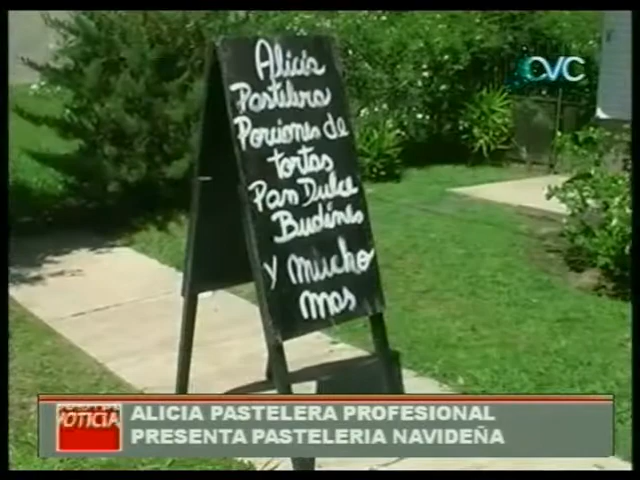 CVC
Alicia
Pastelera
Porciones de
tortas
Pan Dulce
Budines
y mucho
mas
NOTICIA
ALICIA PASTELERA PROFESIONAL
PRESENTA PASTELERIA NAVIDEÑA